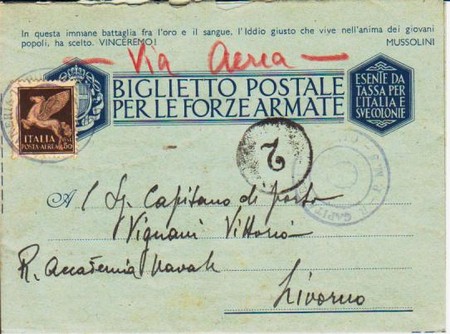 In questa immane battaglia fra l'oro e il sangue, l'Iddio giusto che vive nell'anima dei giovani
popoli, ha scelto. VINCEREMO!
MUSSOLINI
- Via Aerea -
BIGLIETTO POSTALE
PER LE FORZE ARMATE
ESENTE DA
TASSA PER
L'ITALIA E
SVE COLONIE
ITALIA
POSTA AEREA 50
2
Al Sg. Capitano di porto
Vignani Vittorio
R. Accademia Navale
Livorno